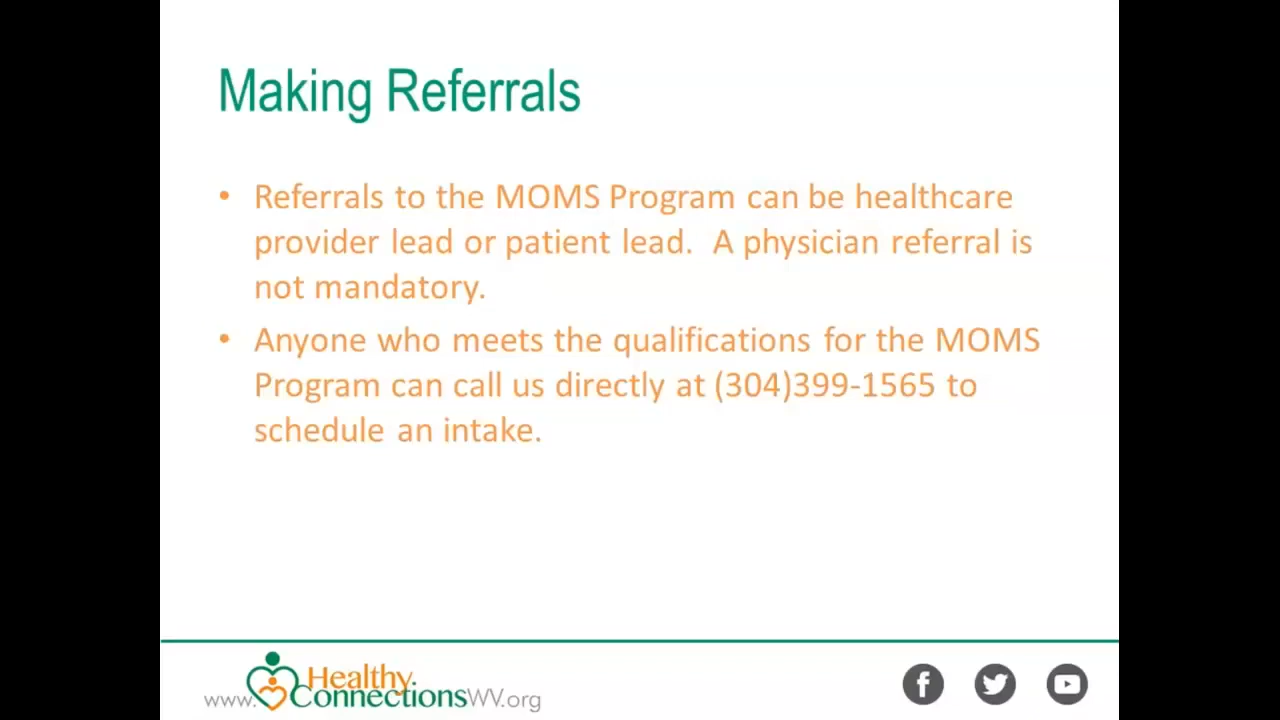 Making Referrals
• Referrals to the MOMS Program can be healthcare
provider lead or patient lead.  A physician referral is
not mandatory.
• Anyone who meets the qualifications for the MOMS
Program can call us directly at (304)399-1565 to
schedule an intake.
www.Healthy ConnectionsWV.org